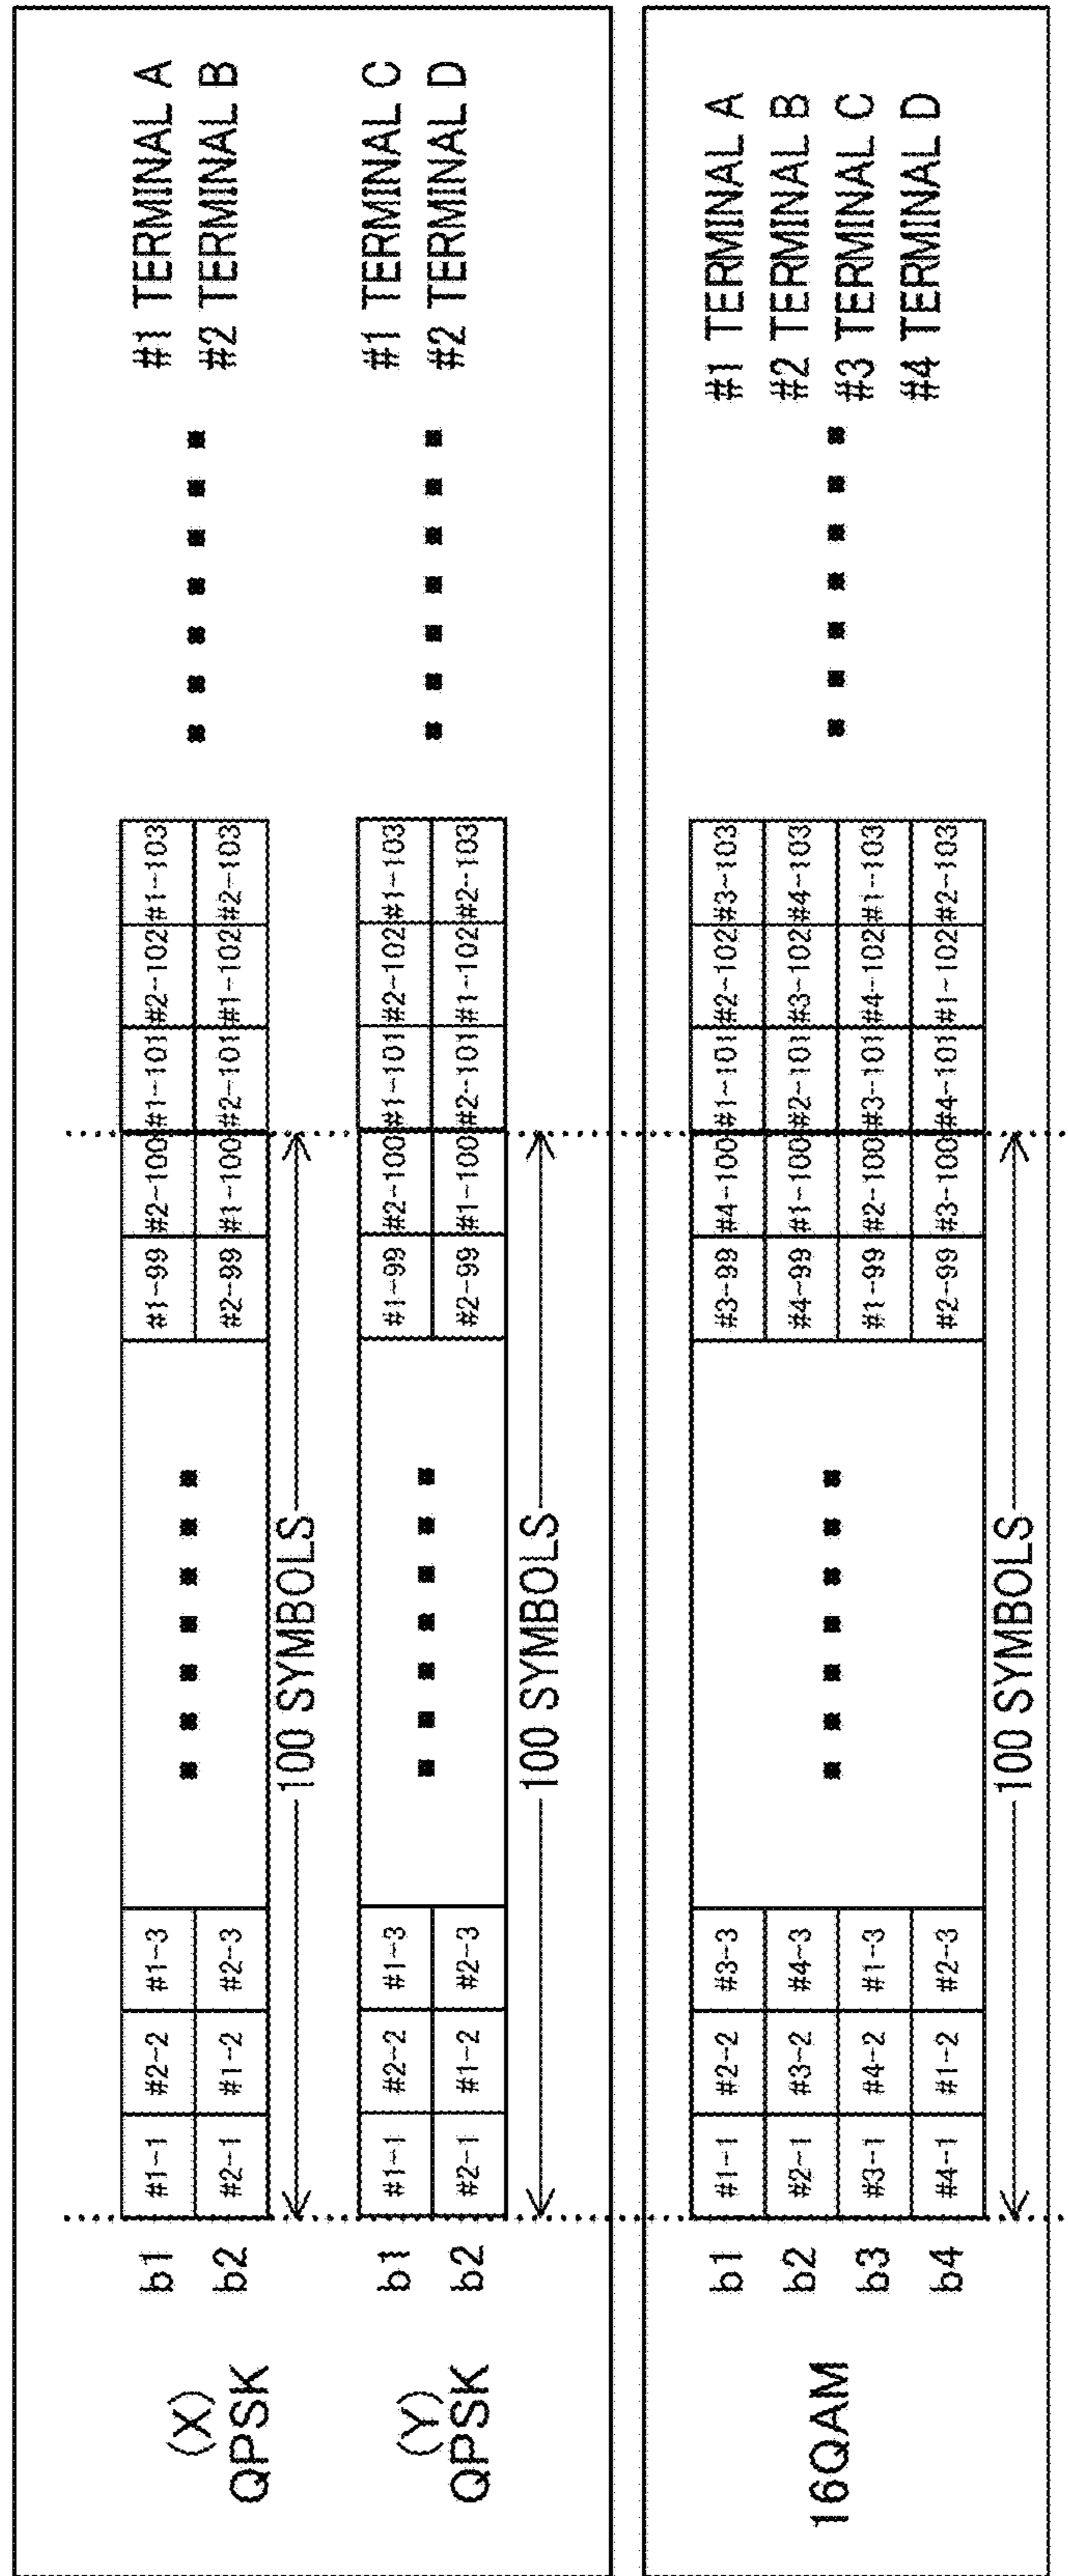 (X)
QPSK
b1 #1-1 #2-2 #1-3 #1-99 #2-100 #1-101 #2-102 #1-103 #1 TERMINAL A
b2 #2-1 #1-2 #2-3 #2-99 #1-100 #2-101 #1-102 #2-103 #2 TERMINAL B
100 SYMBOLS
(Y)
QPSK
b1 #1-1 #2-2 #1-3 #1-99 #2-100 #1-101 #2-102 #1-103 #1 TERMINAL C
b2 #2-1 #1-2 #2-3 #2-99 #1-100 #2-101 #1-102 #2-103 #2 TERMINAL D
100 SYMBOLS
16QAM
b1 #1-1 #2-2 #3-3 #3-99 #4-100 #1-101 #2-102 #3-103 #1 TERMINAL A
b2 #2-1 #3-2 #4-3 #4-99 #1-100 #2-101 #3-102 #4-103 #2 TERMINAL B
b3 #3-1 #4-2 #1-3 #1-99 #2-100 #3-101 #4-102 #1-103 #3 TERMINAL C
b4 #4-1 #1-2 #2-3 #2-99 #3-100 #4-101 #1-102 #2-103 #4 TERMINAL D
100 SYMBOLS